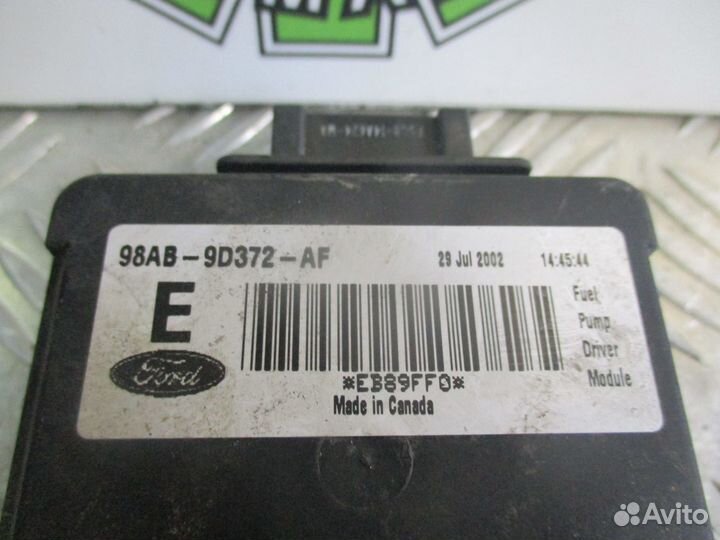 98AB-9D372-AF 29 Jul 2002 14:45:44
E
Fuel
Pump
Driver
Module
Ford
*EB89FF0*
Made in Canada
Avito